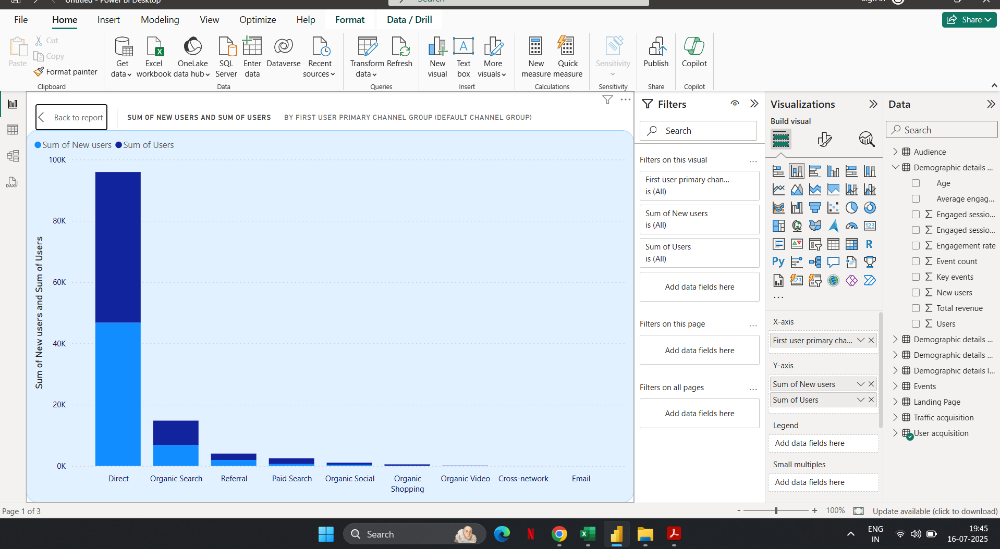 Untitled - Power BI Desktop
Search
Sign in
File
Home
Insert
Modeling
View
Optimize
Help
Format
Data / Drill
Share
Paste
Cut
Copy
Format painter
Clipboard
Get data
Excel workbook
OneLake data hub
SQL Server
Enter data
Dataverse
Recent sources
Data
Transform data
Refresh
Queries
New visual
Text box
More visuals
Insert
New measure
Quick measure
Calculations
Sensitivity
Sensitivity
Publish
Share
Copilot
Copilot
Back to report
SUM OF NEW USERS AND SUM OF USERS
BY FIRST USER PRIMARY CHANNEL GROUP (DEFAULT CHANNEL GROUP)
Sum of New users
Sum of Users
Sum of New users and Sum of Users
100K
80K
60K
40K
20K
0K
Direct
Organic Search
Referral
Paid Search
Organic Social
Organic Shopping
Organic Video
Cross-network
Email
Filters
Search
Filters on this visual
...
First user primary chan...
is (All)
Sum of New users
is (All)
Sum of Users
is (All)
Add data fields here
Filters on this page
...
Add data fields here
Filters on all pages
...
Add data fields here
Visualizations
Build visual
123
R
Py
123
...
X-axis
First user primary cha...
Y-axis
Sum of New users
Sum of Users
Legend
Add data fields here
Small multiples
Add data fields here
Data
Search
Audience
Demographic details ...
Age
Average engag...
Engaged sessio...
Engaged sessio...
Engagement rate
Event count
Key events
New users
Total revenue
Users
Demographic details ...
Demographic details ...
Demographic details l...
Events
Landing Page
Traffic acquisition
User acquisition
DAX
Page 1 of 3
- + 100%
Update available (click to download)
Search
ENG
IN
19:45
16-07-2025